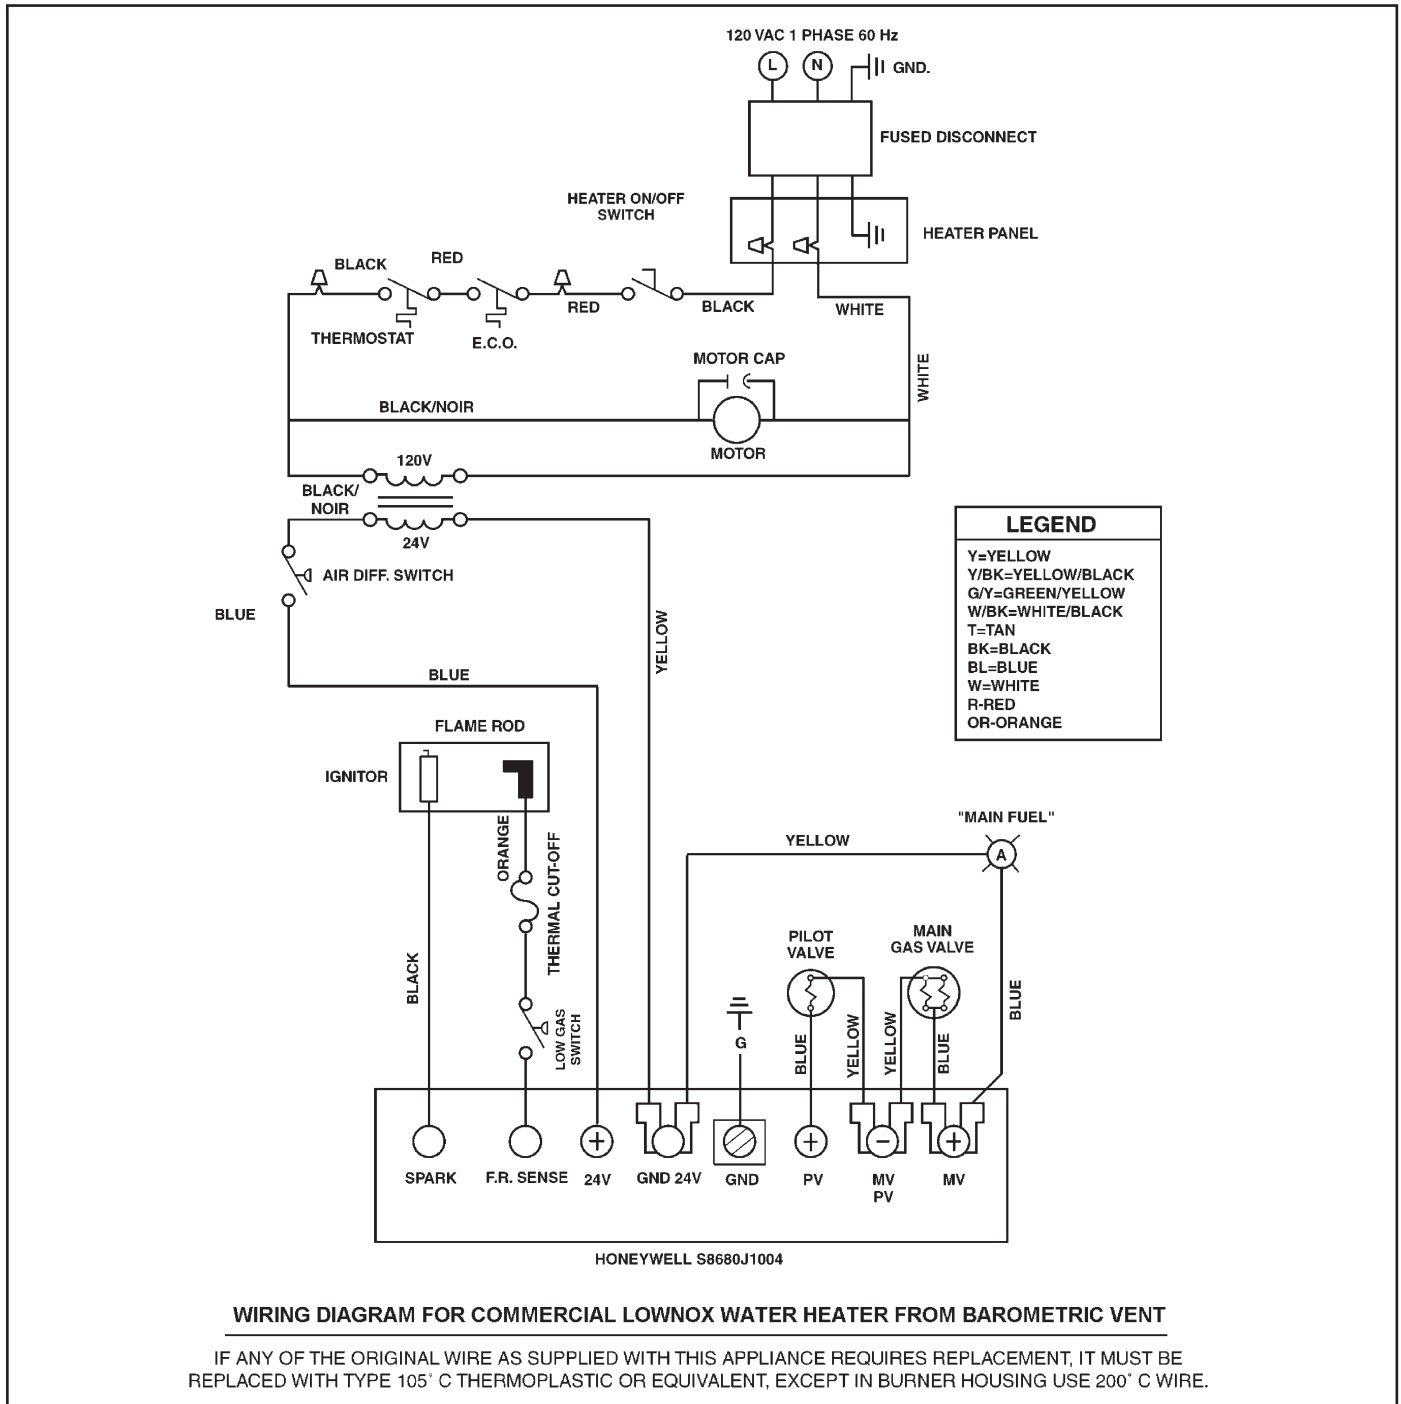 120 VAC 1 PHASE 60 Hz
L
N
GND.
FUSED DISCONNECT
HEATER ON/OFF
SWITCH
HEATER PANEL
BLACK
RED
RED
BLACK
WHITE
THERMOSTAT
E.C.O.
WHITE
MOTOR CAP
BLACK/NOIR
MOTOR
120V
BLACK/
NOIR
24V
AIR DIFF. SWITCH
BLUE
YELLOW
BLUE
LEGEND
Y=YELLOW
Y/BK=YELLOW/BLACK
G/Y=GREEN/YELLOW
W/BK=WHITE/BLACK
T=TAN
BK=BLACK
BL=BLUE
W=WHITE
R-RED
OR-ORANGE
FLAME ROD
IGNITOR
ORANGE
THERMAL CUT-OFF
"MAIN FUEL"
YELLOW
A
PILOT
VALVE
MAIN
GAS VALVE
BLACK
LOW GAS
SWITCH
G
BLUE
YELLOW
YELLOW
BLUE
BLUE
+
+
-
+
SPARK
F.R. SENSE
24V
GND 24V
GND
PV
MV
PV
MV
HONEYWELL S8680J1004
WIRING DIAGRAM FOR COMMERCIAL LOWNOX WATER HEATER FROM BAROMETRIC VENT
IF ANY OF THE ORIGINAL WIRE AS SUPPLIED WITH THIS APPLIANCE REQUIRES REPLACEMENT, IT MUST BE
REPLACED WITH TYPE 105° C THERMOPLASTIC OR EQUIVALENT, EXCEPT IN BURNER HOUSING USE 200° C WIRE.